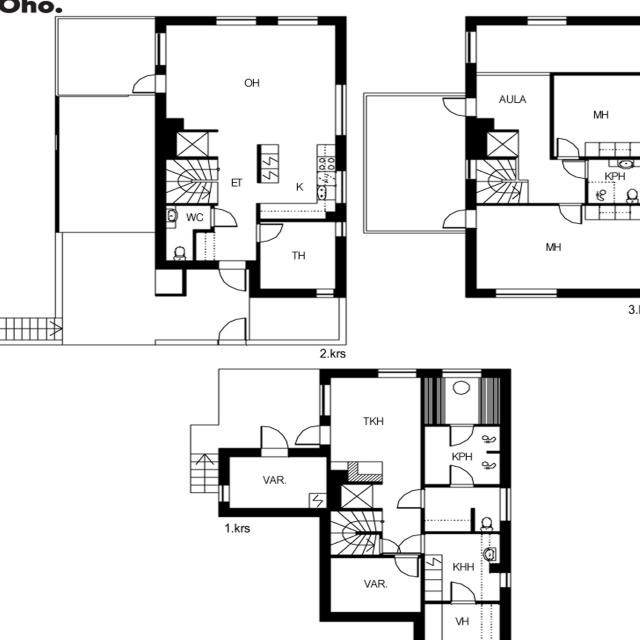 Oho.
OH
ET
K
WC
TH
2.krs
AULA
MH
KPH
MH
3.
TKH
KPH
VAR.
1.krs
KHH
VAR.
VH